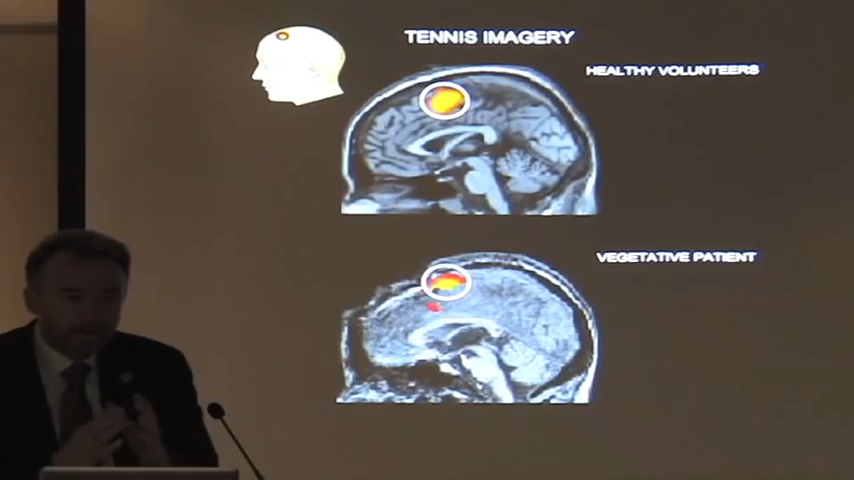 TENNIS IMAGERY
HEALTHY VOLUNTEERS
VEGETATIVE PATIENT